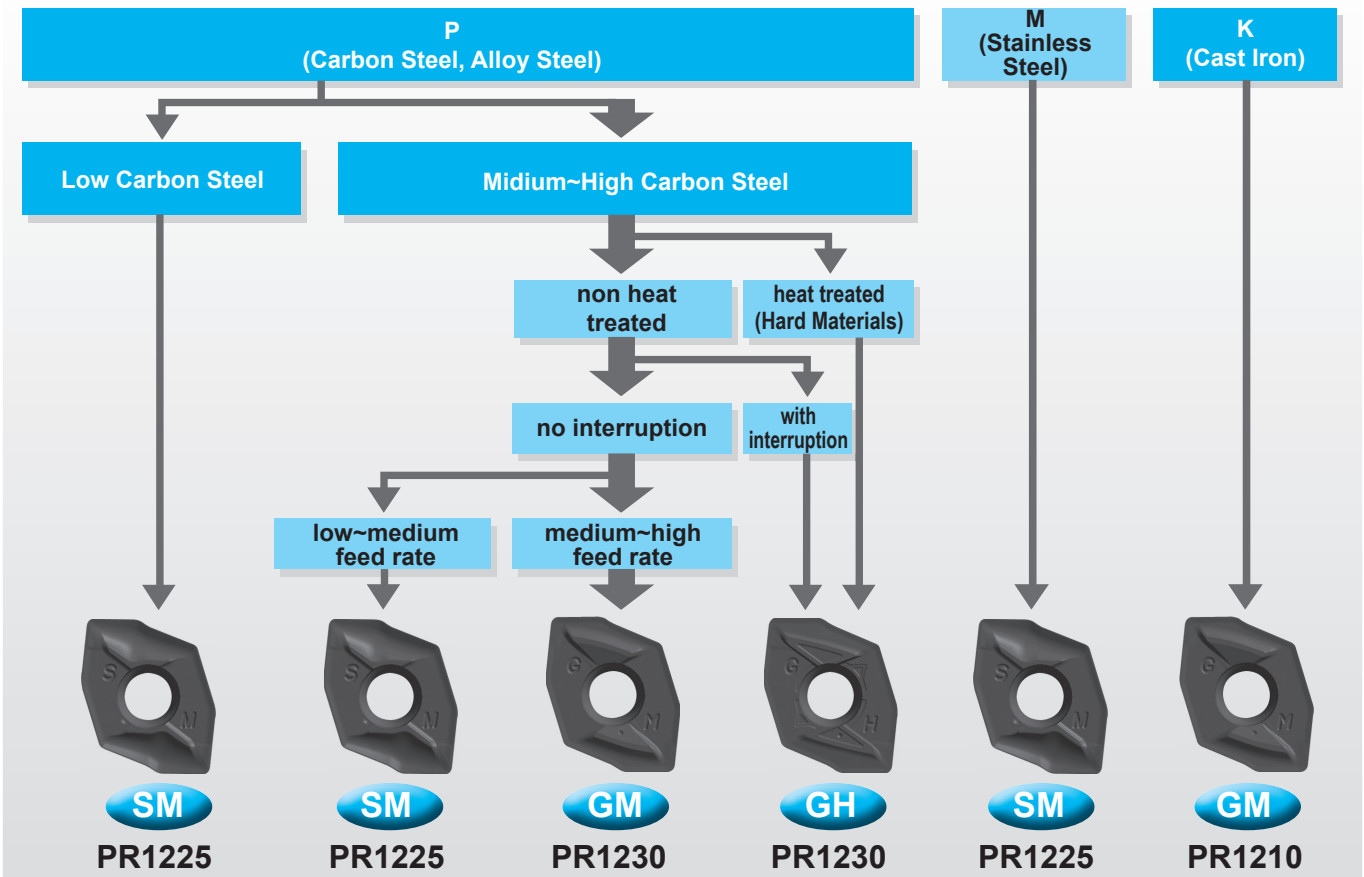 P
(Carbon Steel, Alloy Steel)
M
(Stainless
Steel)
K
(Cast Iron)
Low Carbon Steel
Midium~High Carbon Steel
non heat
treated
heat treated
(Hard Materials)
no interruption
with
interruption
low~medium
feed rate
medium~high
feed rate
S
M
S
M
G
M
G
H
S
M
G
M
SM
SM
GM
GH
SM
GM
PR1225
PR1225
PR1230
PR1230
PR1225
PR1210